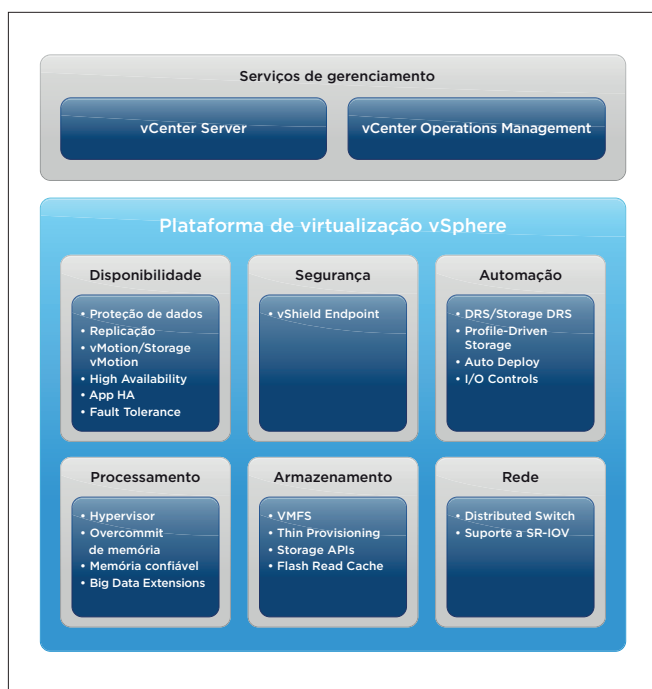 Serviços de gerenciamento
vCenter Server
vCenter Operations Management
Plataforma de virtualização vSphere
Disponibilidade
• Proteção de dados
• Replicação
• vMotion/Storage
vMotion
• High Availability
• App HA
• Fault Tolerance
Segurança
• vShield Endpoint
Automação
• DRS/Storage DRS
• Profile-Driven
Storage
• Auto Deploy
• I/O Controls
Processamento
• Hypervisor
• Overcommit
de memória
• Memória confiável
• Big Data Extensions
Armazenamento
• VMFS
• Thin Provisioning
• Storage APIs
• Flash Read Cache
Rede
• Distributed Switch
• Suporte a SR-IOV